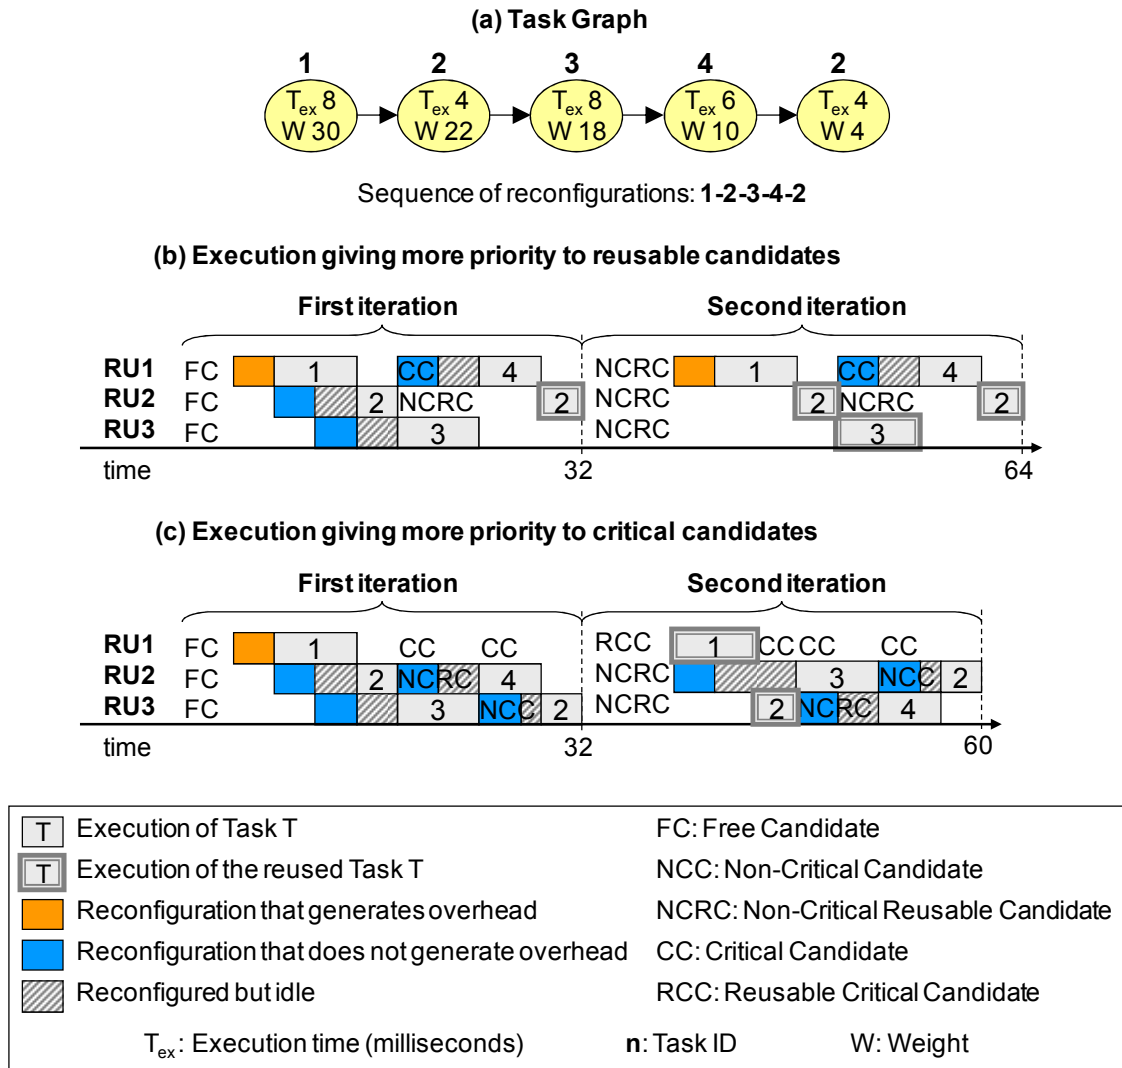 (a) Task Graph
1 2 3 4 2
Tex 8 Tex 4 Tex 8 Tex 6 Tex 4
W 30 W 22 W 18 W 10 W 4
Sequence of reconfigurations: 1-2-3-4-2
(b) Execution giving more priority to reusable candidates
First iteration Second iteration
RU1 FC 1 CC 4 NCRC 1 CC 4
RU2 FC 2 NCRC 2 NCRC 2 NCRC 2
RU3 FC 3 NCRC 3
time 32 64
(c) Execution giving more priority to critical candidates
First iteration Second iteration
RU1 FC 1 CC CC RCC 1 CC CC CC
RU2 FC 2 NCRC 4 NCRC 3 NCC 2
RU3 FC 3 NCC 2 NCRC 2 NCRC 4
time 32 60
T Execution of Task T FC: Free Candidate
T Execution of the reused Task T NCC: Non-Critical Candidate
Reconfiguration that generates overhead NCRC: Non-Critical Reusable Candidate
Reconfiguration that does not generate overhead CC: Critical Candidate
Reconfigured but idle RCC: Reusable Critical Candidate
Tex: Execution time (milliseconds) n: Task ID W: Weight